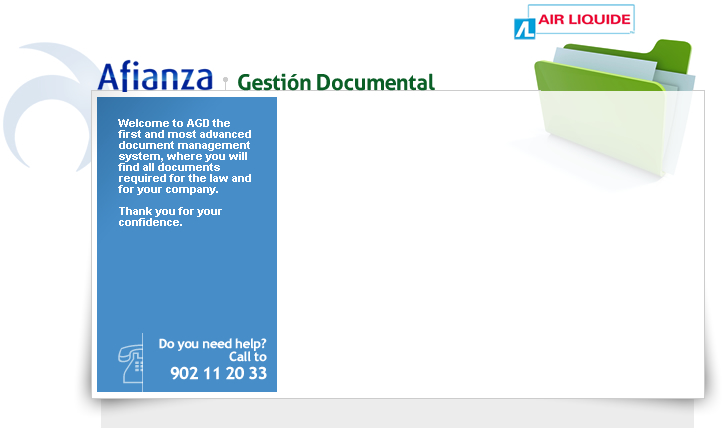 AIR LIQUIDE
Afianza
Gestión Documental
Welcome to AGD the
first and most advanced
document management
system, where you will
find all documents
required for the law and
for your company.
Thank you for your
confidence.
Do you need help?
Call to
902 11 20 33